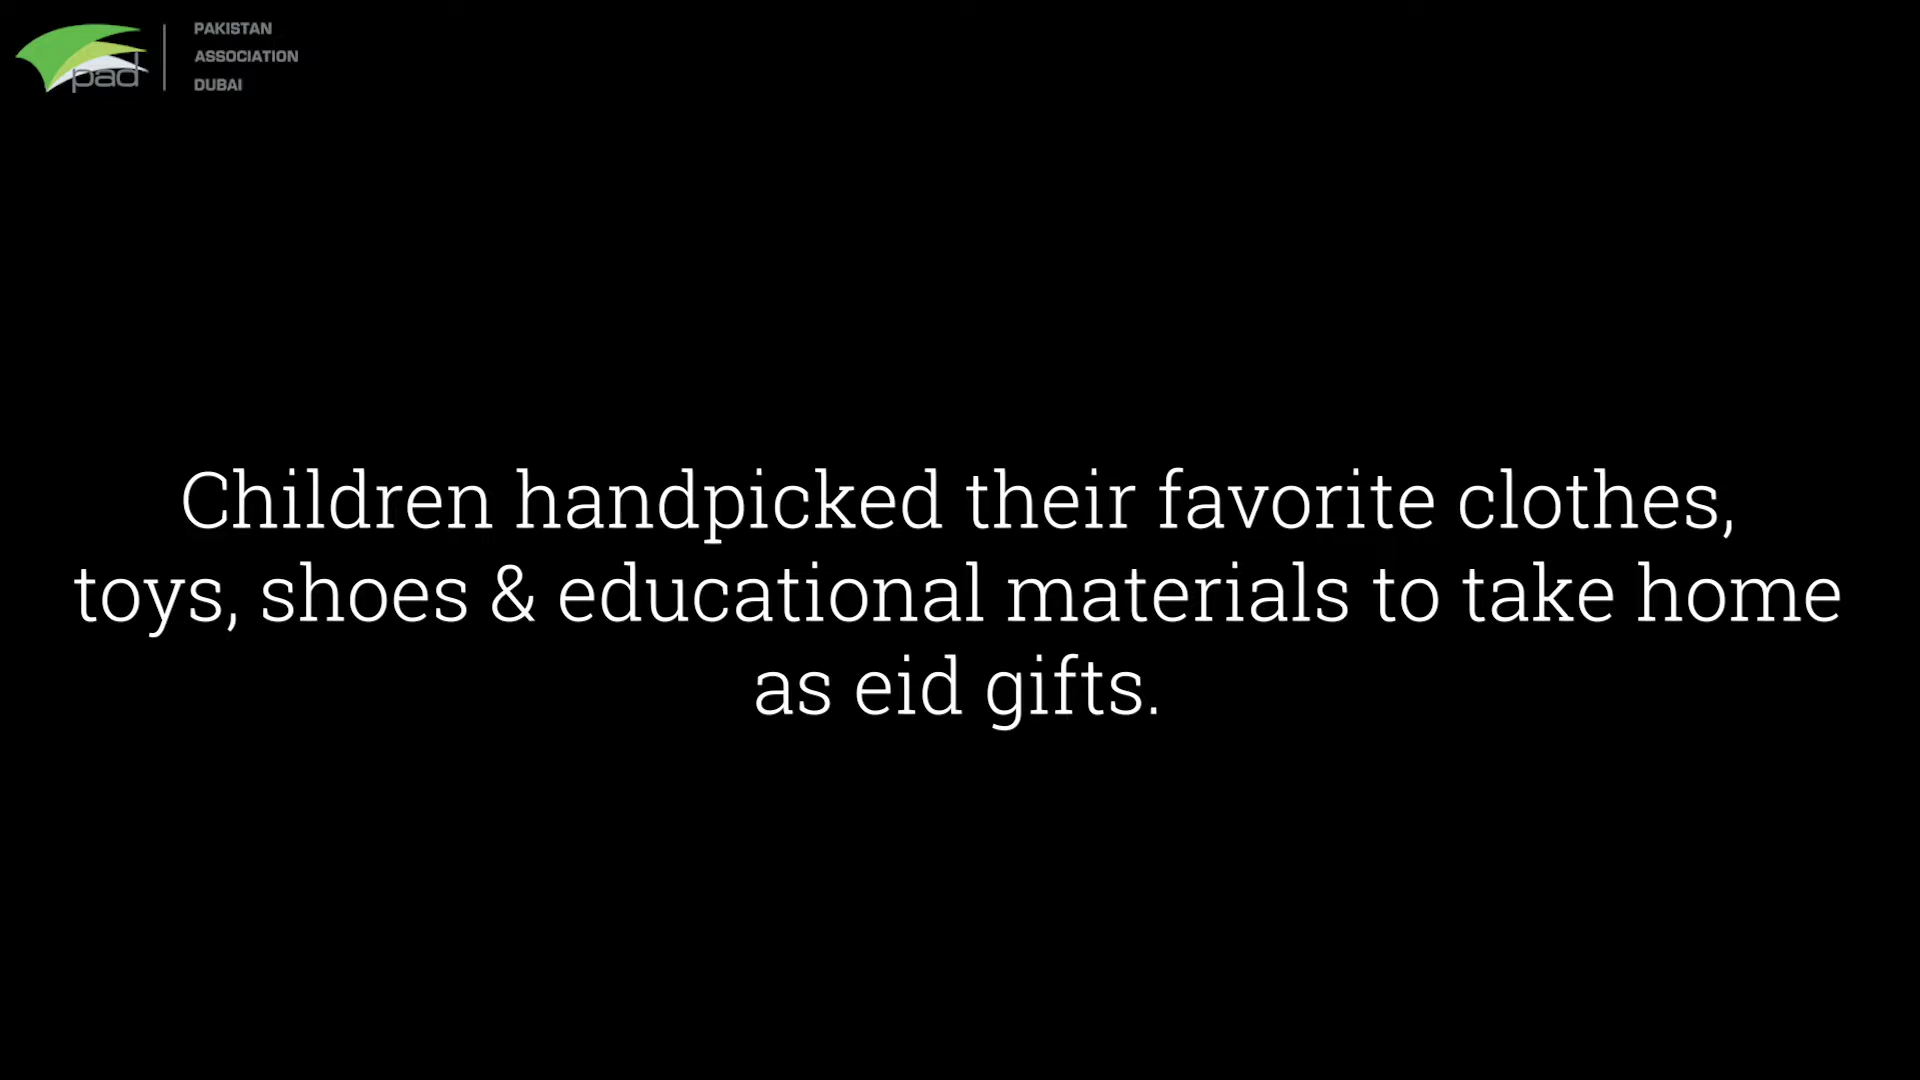 pad
PAKISTAN
ASSOCIATION
DUBAI
Children handpicked their favorite clothes,
toys, shoes & educational materials to take home
as eid gifts.